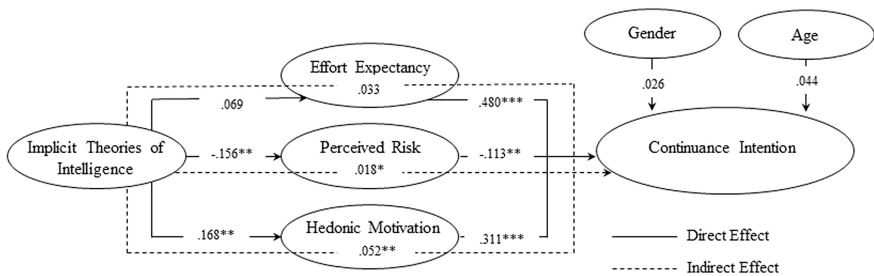 Gender
Age
Effort Expectancy
.033
.026
.044
.069
.480***
Implicit Theories of
Intelligence
-.156**
Perceived Risk
.018*
-.113**
Continuance Intention
.168**
Hedonic Motivation
.052**
.311***
Direct Effect
Indirect Effect